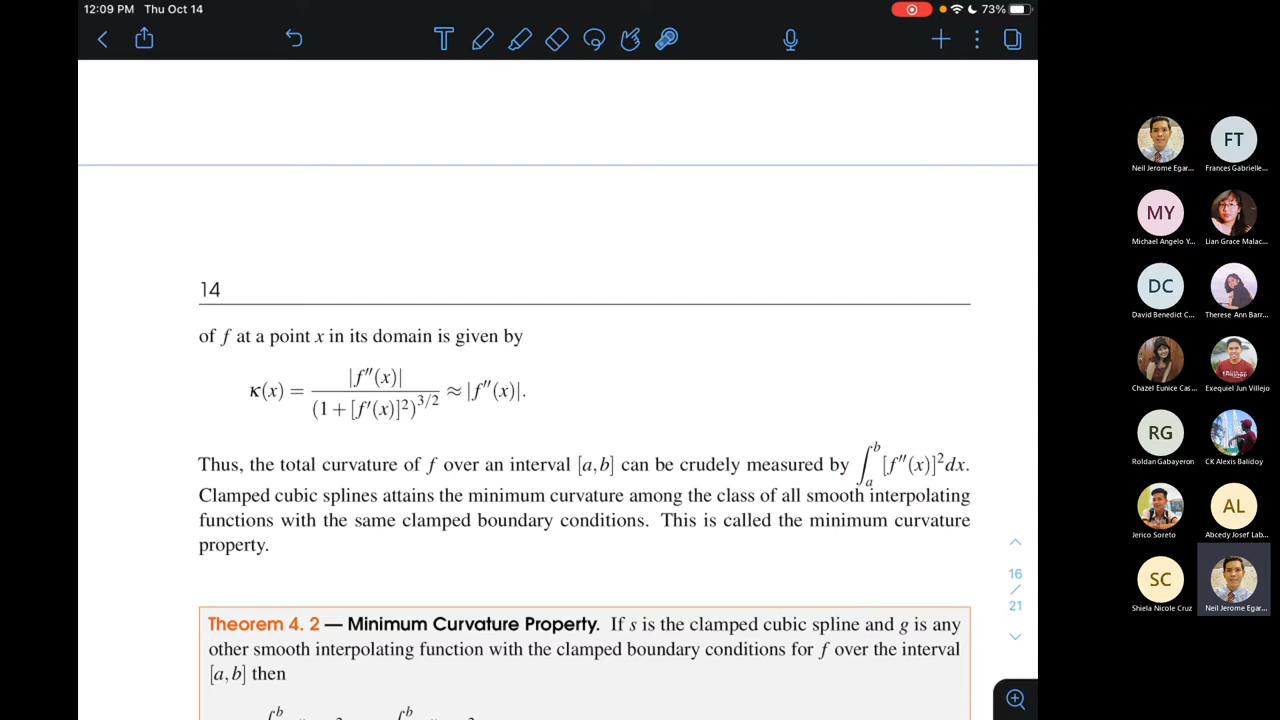 12:09 PM Thu Oct 14
73%
14
of f at a point x in its domain is given by
κ(x) = |f″(x)| / (1 + [f′(x)]²)^{3/2} ≈ |f″(x)|.
Thus, the total curvature of f over an interval [a,b] can be crudely measured by ∫_a^b [f″(x)]²dx.
Clamped cubic splines attains the minimum curvature among the class of all smooth interpolating
functions with the same clamped boundary conditions. This is called the minimum curvature
property.
Theorem 4. 2 — Minimum Curvature Property. If s is the clamped cubic spline and g is any
other smooth interpolating function with the clamped boundary conditions for f over the interval
[a,b] then
16
/
21
Neil Jerome Egar...
FT
Frances Gabrielle...
MY
Michael Angelo Y...
Lian Grace Malac...
DC
David Benedict C...
Therese Ann Barr...
Chazel Eunice Cas...
Exequiel Jun Villejo
RG
Roldan Gabayeron
CK Alexis Balidoy
Jerico Soreto
AL
Abcedy Josef Lab...
SC
Shiela Nicole Cruz
Neil Jerome Egar...